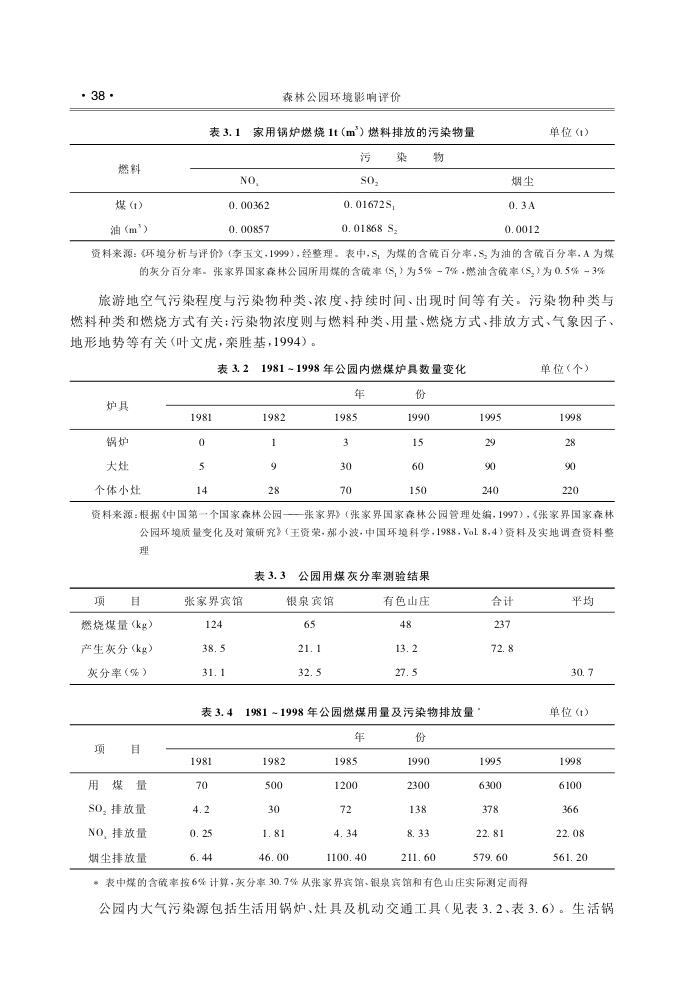 ·38·
森林公园环境影响评价
表 3.1 家用锅炉燃烧 1t(m³)燃料排放的污染物量 单位(t)
燃料 污 染 物
NOₓ SO₂ 烟尘
煤(t) 0.00362 0.01672S₁ 0.3A
油(m³) 0.00857 0.01868 S₂ 0.0012
资料来源:《环境分析与评价》(李玉文,1999),经整理。表中,S₁ 为煤的含硫百分率,S₂ 为油的含硫百分率,A 为煤
的灰分百分率。张家界国家森林公园所用煤的含硫率(S₁)为5%~7%,燃油含硫率(S₂)为0.5%~3%
旅游地空气污染程度与污染物种类、浓度、持续时间、出现时间等有关。污染物种类与
燃料种类和燃烧方式有关;污染物浓度则与燃料种类、用量、燃烧方式、排放方式、气象因子、
地形地势等有关(叶文虎,栾胜基,1994)。
表 3.2 1981~1998 年公园内燃煤炉具数量变化 单位(个)
炉具 年 份
1981 1982 1985 1990 1995 1998
锅炉 0 1 3 15 29 28
大灶 5 9 30 60 90 90
个体小灶 14 28 70 150 240 220
资料来源:根据《中国第一个国家森林公园——张家界》(张家界国家森林公园管理处编,1997),《张家界国家森林
公园环境质量变化及对策研究》(王资荣,郝小波,中国环境科学,1988,Vol.8,4)资料及实地调查资料整
理
表 3.3 公园用煤灰分率测验结果
项 目 张家界宾馆 银泉宾馆 有色山庄 合计 平均
燃烧煤量(kg) 124 65 48 237
产生灰分(kg) 38.5 21.1 13.2 72.8
灰分率(%) 31.1 32.5 27.5 30.7
表 3.4 1981~1998 年公园燃煤用量及污染物排放量* 单位(t)
项 目 年 份
1981 1982 1985 1990 1995 1998
用 煤 量 70 500 1200 2300 6300 6100
SO₂ 排放量 4.2 30 72 138 378 366
NOₓ 排放量 0.25 1.81 4.34 8.33 22.81 22.08
烟尘排放量 6.44 46.00 1100.40 211.60 579.60 561.20
* 表中煤的含硫率按6%计算,灰分率30.7%从张家界宾馆、银泉宾馆和有色山庄实际测定而得
公园内大气污染源包括生活用锅炉、灶具及机动交通工具(见表 3.2、表 3.6)。生活锅